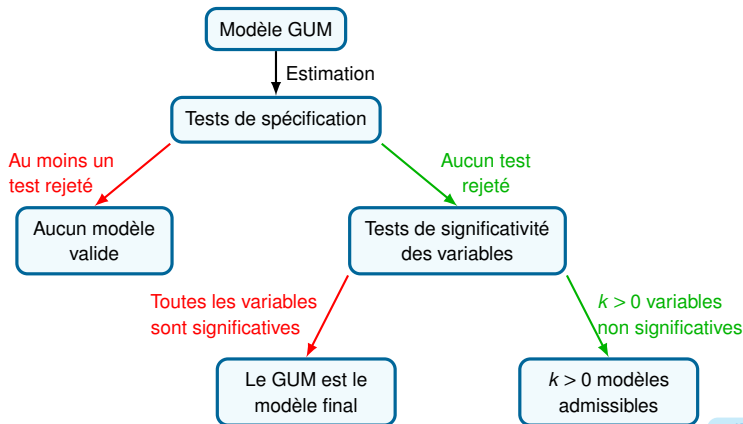 Modèle GUM
Estimation
Tests de spécification
Au moins un
test rejeté
Aucun test
rejeté
Aucun modèle
valide
Tests de significativité
des variables
Toutes les variables
sont significatives
k > 0 variables
non significatives
Le GUM est le
modèle final
k > 0 modèles
admissibles